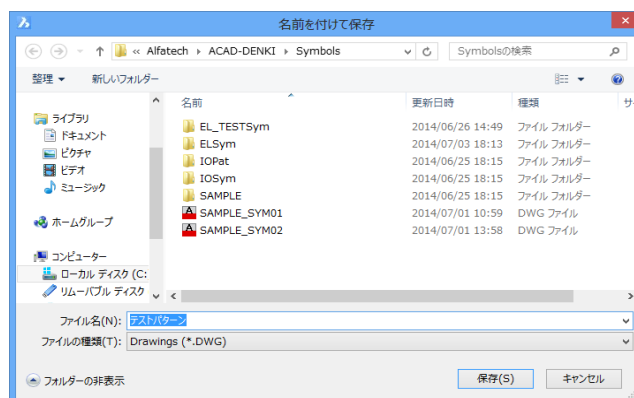 名前を付けて保存
« Alfatech ▸ ACAD-DENKI ▸ Symbols
Symbolsの検索
整理 ▼ 新しいフォルダー
名前 更新日時 種類 サ
ライブラリ
ドキュメント
ピクチャ
ビデオ
ミュージック
ホームグループ
コンピューター
ローカル ディスク (C:
リムーバブル ディスク
EL_TESTSym 2014/06/26 14:49 ファイル フォルダー
ELSym 2014/07/03 18:13 ファイル フォルダー
IOPat 2014/06/25 18:15 ファイル フォルダー
IOSym 2014/06/25 18:15 ファイル フォルダー
SAMPLE 2014/06/25 18:15 ファイル フォルダー
SAMPLE_SYM01 2014/07/01 10:59 DWG ファイル
SAMPLE_SYM02 2014/07/01 13:58 DWG ファイル
ファイル名(N): テストパターン
ファイルの種類(T): Drawings (*.DWG)
フォルダーの非表示
保存(S) キャンセル